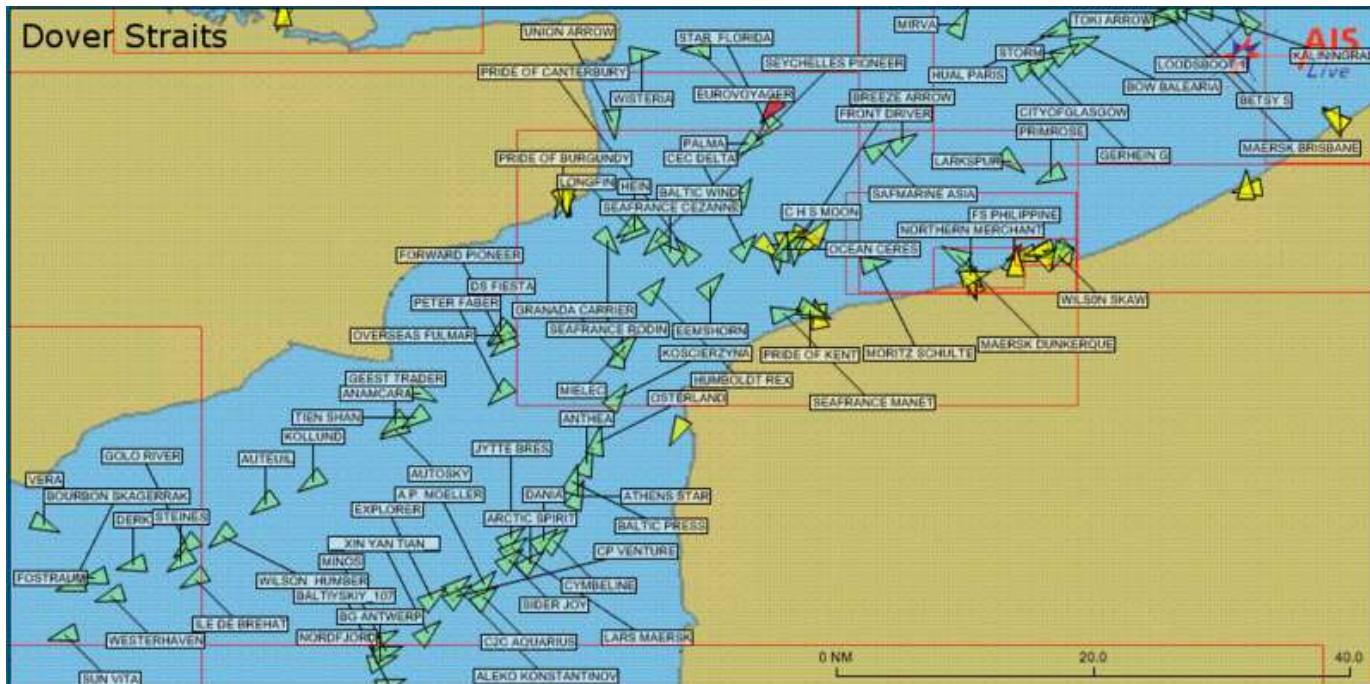 Dover Straits
UNION ARROW
STAR FLORIDA
MIRVA
TOKI ARROW
AIS
Live
KALININGRAD
PRIDE OF CANTERBURY
SEYCHELLES PIONEER
STORM
LOODSBOOT 1
HUAL PARIS
WISTERIA
EUROVOYAGER
BREEZE ARROW
BOW BALEARIA
BETSY S
FRONT DRIVER
CITYOFGLASGOW
PRIMROSE
PALMA
MAERSK BRISBANE
PRIDE OF BURGUNDY
CEC DELTA
LARKSPUR
GERHEIN G
LONGFIN
HEIN
BALTIC WIND
SAFMARINE ASIA
SEAFRANCE CEZANNE
C H S MOON
FS PHILIPPINE
NORTHERN MERCHANT
OCEAN CERES
FORWARD PIONEER
DS FIESTA
PETER FABER
GRANADA CARRIER
WILSON SKAW
OVERSEAS FULMAR
SEAFRANCE RODIN
EEMSHORN
KOSCIERZYNA
PRIDE OF KENT
MORITZ SCHULTE
MAERSK DUNKERQUE
GEEST TRADER
HUMBOLDT REX
ANAMCARA
MIELEC
OSTERLAND
SEAFRANCE MANET
TIEN SHAN
ANTHEA
KOLLUND
GOLO RIVER
AUTEUIL
JYTTE BRES
VERA
AUTOSKY
BOURBON SKAGERRAK
A.P. MOELLER
DANIA
ATHENS STAR
EXPLORER
DERK
STEINES
ARCTIC SPIRIT
BALTIC PRESS
XIN YAN TIAN
CP VENTURE
MINOS
FOSTRAUM
WILSON HUMBER
CYMBELINE
BALTIYSKIY 107
SIDER JOY
BG ANTWERP
ILE DE BREHAT
WESTERHAVEN
NORDFJORD
C2C AQUARIUS
LARS MAERSK
0 NM
20.0
40.0
SUN VITA
ALEKO KONSTANTINOV